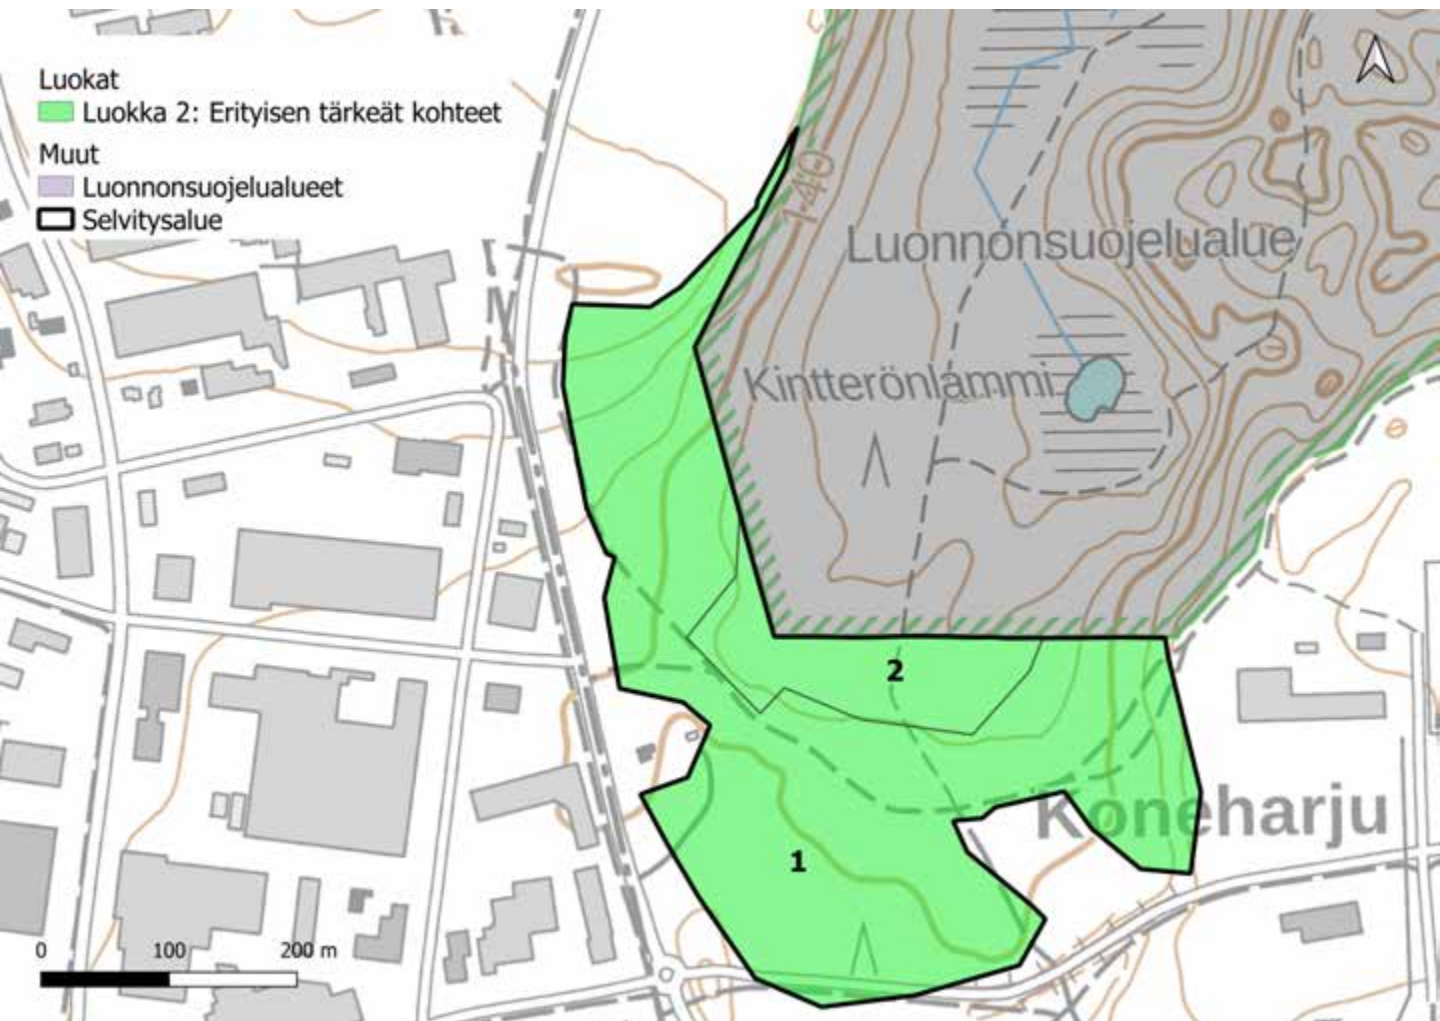 Luokat
Luokka 2: Erityisen tärkeät kohteet
Muut
Luonnonsuojelualueet
Selvitysalue
140
Luonnonsuojelualue
Kintterönlammi
2
Koneharju
1
0 100 200 m